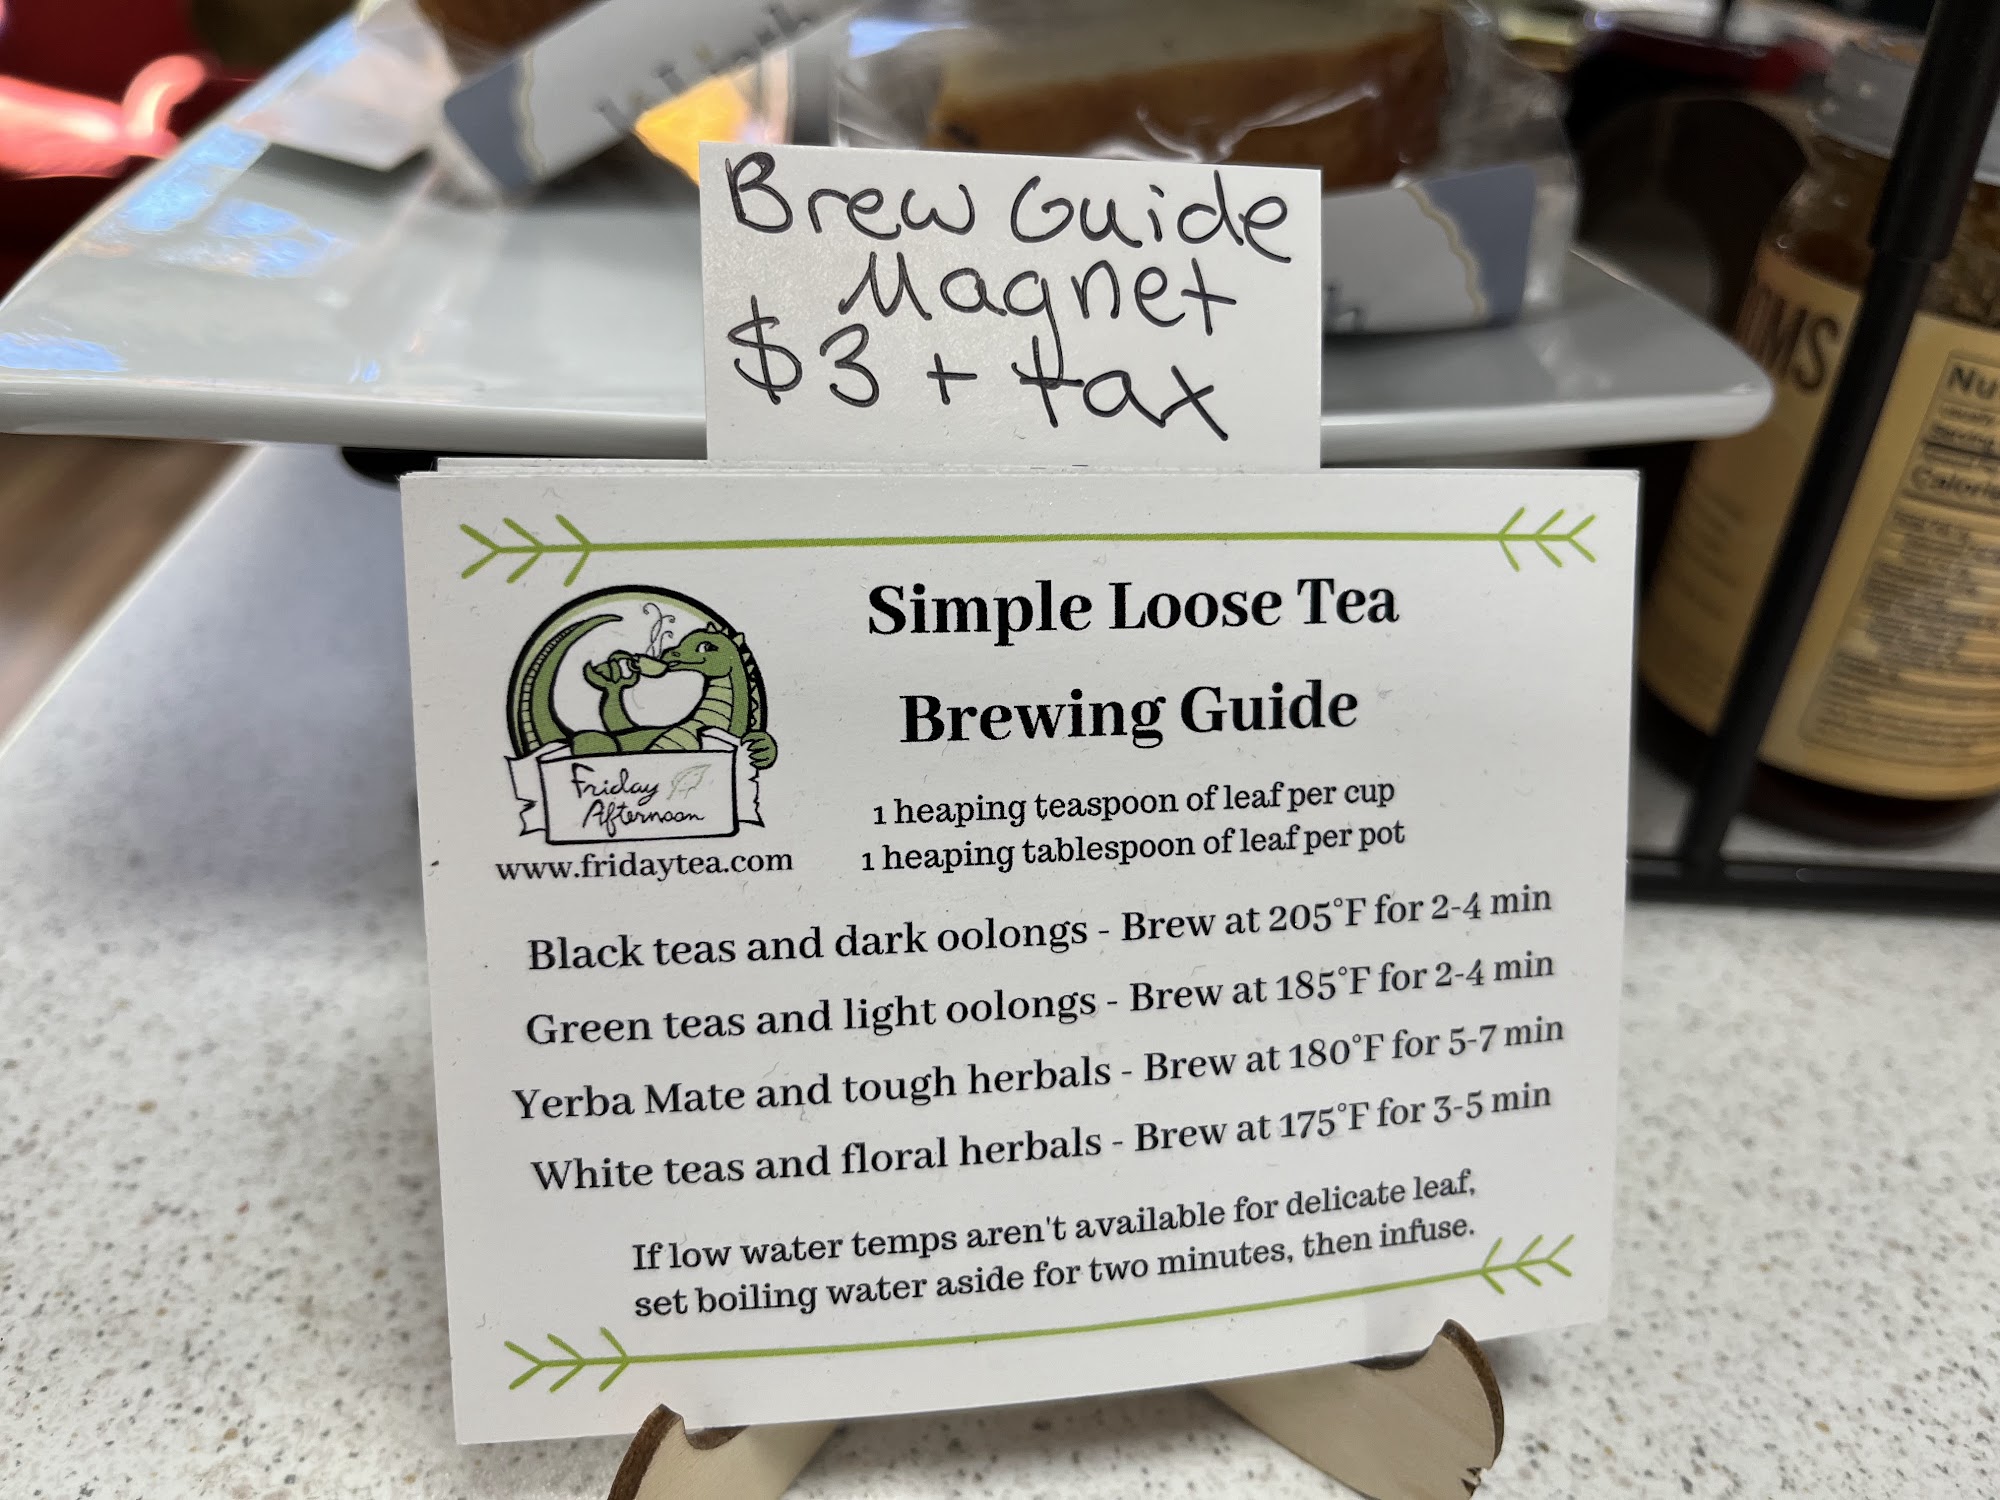 Brew Guide
Magnet
$3 + tax
Simple Loose Tea
Brewing Guide
Friday
Afternoon
www.fridaytea.com
1 heaping teaspoon of leaf per cup
1 heaping tablespoon of leaf per pot
Black teas and dark oolongs - Brew at 205°F for 2-4 min
Green teas and light oolongs - Brew at 185°F for 2-4 min
Yerba Mate and tough herbals - Brew at 180°F for 5-7 min
White teas and floral herbals - Brew at 175°F for 3-5 min
If low water temps aren't available for delicate leaf,
set boiling water aside for two minutes, then infuse.